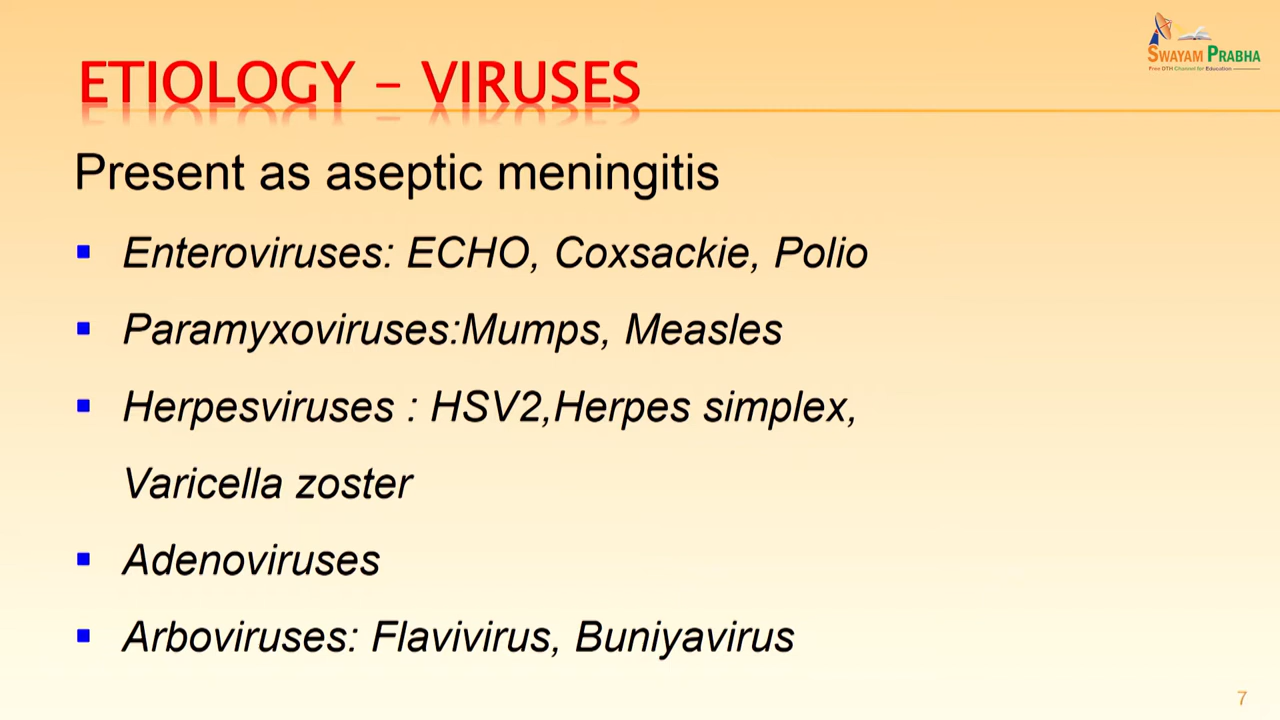 SWAYAM PRABHA
Free DTH Channel for Education
ETIOLOGY – VIRUSES
Present as aseptic meningitis
▪ Enteroviruses: ECHO, Coxsackie, Polio
▪ Paramyxoviruses:Mumps, Measles
▪ Herpesviruses : HSV2,Herpes simplex,
Varicella zoster
▪ Adenoviruses
▪ Arboviruses: Flavivirus, Buniyavirus
7